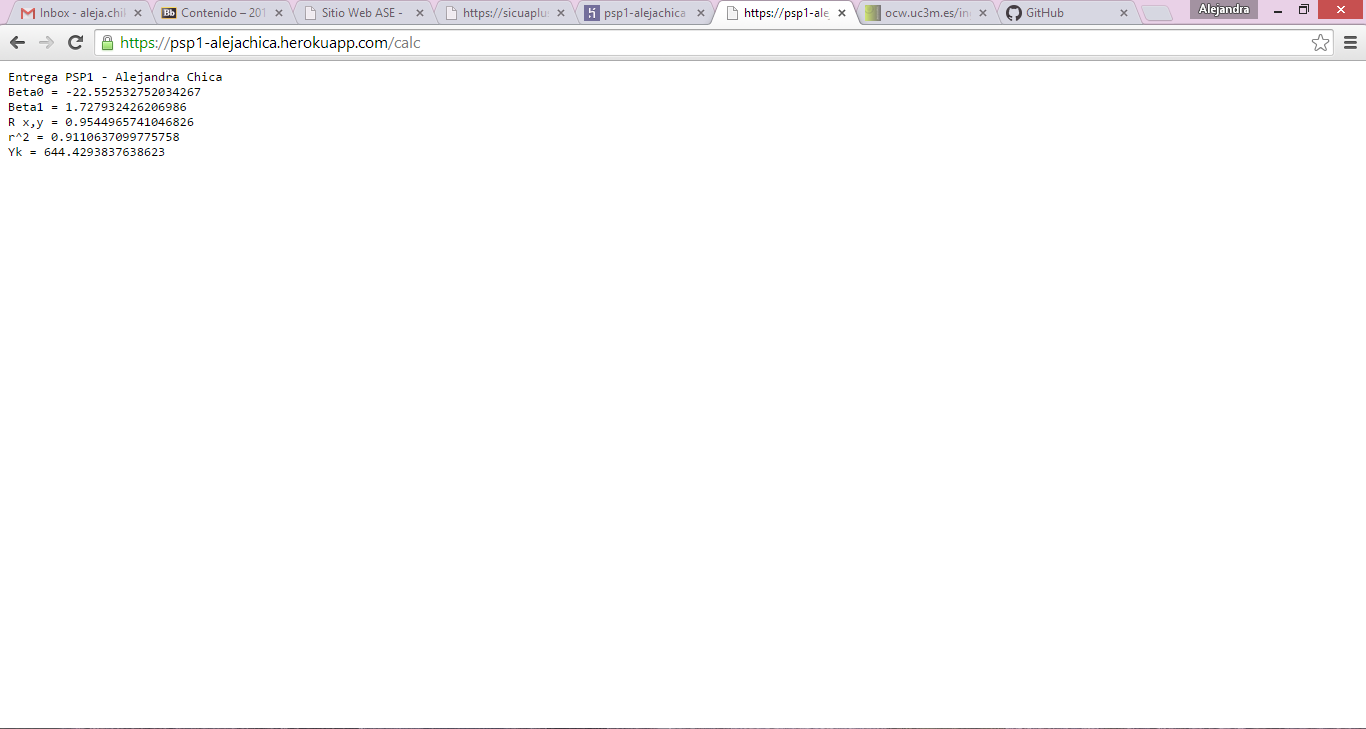 Inbox - aleja.chi
Contenido – 201
Sitio Web ASE -
https://sicuaplu
psp1-alejachica
https://psp1-ale
ocw.uc3m.es/in
GitHub
Alejandra
https://psp1-alejachica.herokuapp.com/calc
Entrega PSP1 - Alejandra Chica
Beta0 = -22.552532752034267
Beta1 = 1.727932426206986
R x,y = 0.9544965741046826
r^2 = 0.9110637099775758
Yk = 644.4293837638623